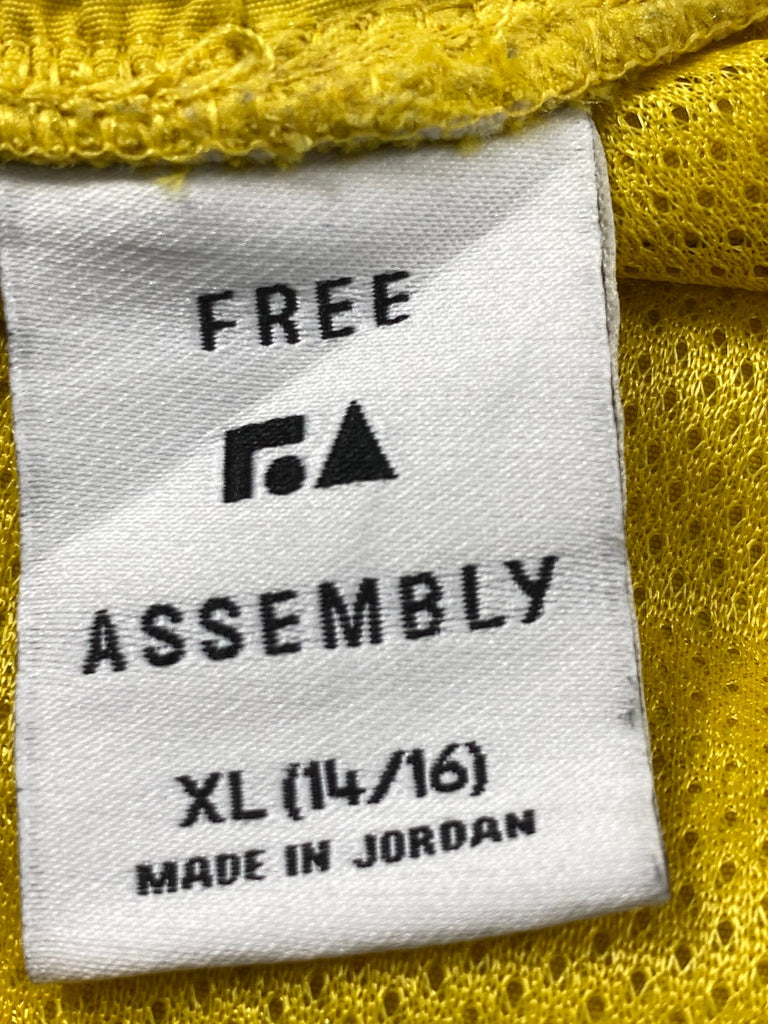 FREE
ASSEMBLY
XL (14/16)
MADE IN JORDAN